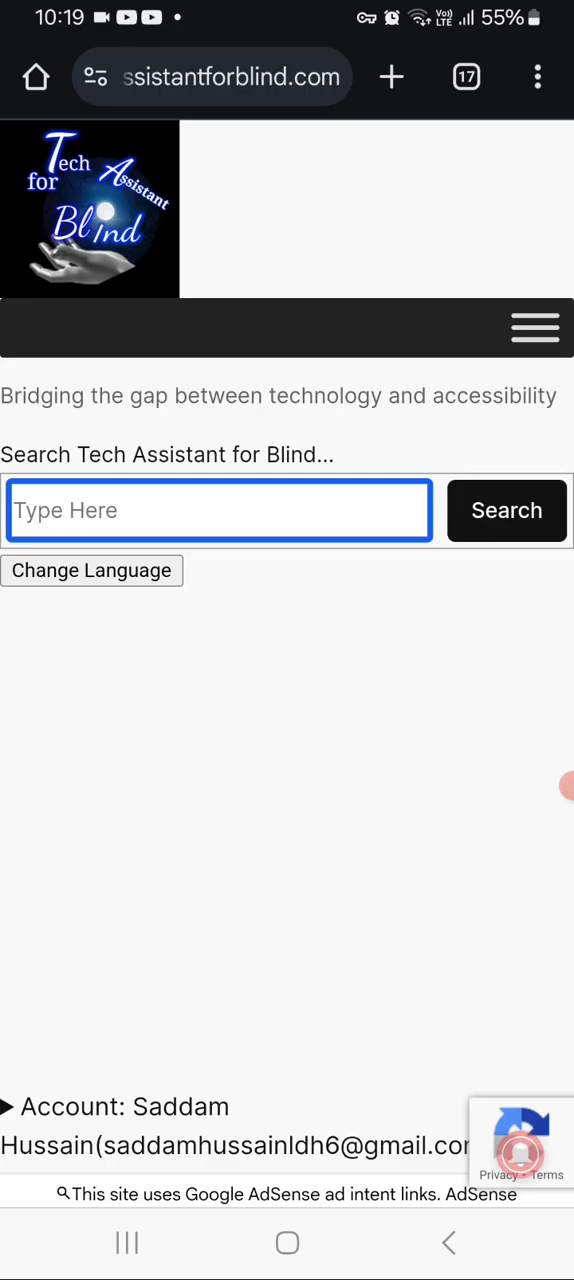 10:19 Vo)) LTE 55%
ssistantforblind.com
17
Tech
for Assistant
Blind
Bridging the gap between technology and accessibility
Search Tech Assistant for Blind...
Type Here
Search
Change Language
Account: Saddam
Hussain(saddamhussainldh6@gmail.com
Privacy - Terms
This site uses Google AdSense ad intent links. AdSense